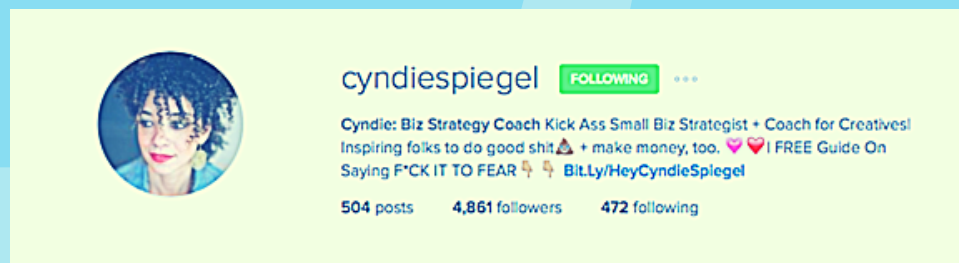 cyndiespiegel FOLLOWING
Cyndie: Biz Strategy Coach Kick Ass Small Biz Strategist + Coach for Creatives!
Inspiring folks to do good shit💩 + make money, too. 💗❤️| FREE Guide On
Saying F*CK IT TO FEAR👇🏼 👇🏼 Bit.Ly/HeyCyndieSpiegel
504 posts 4,861 followers 472 following